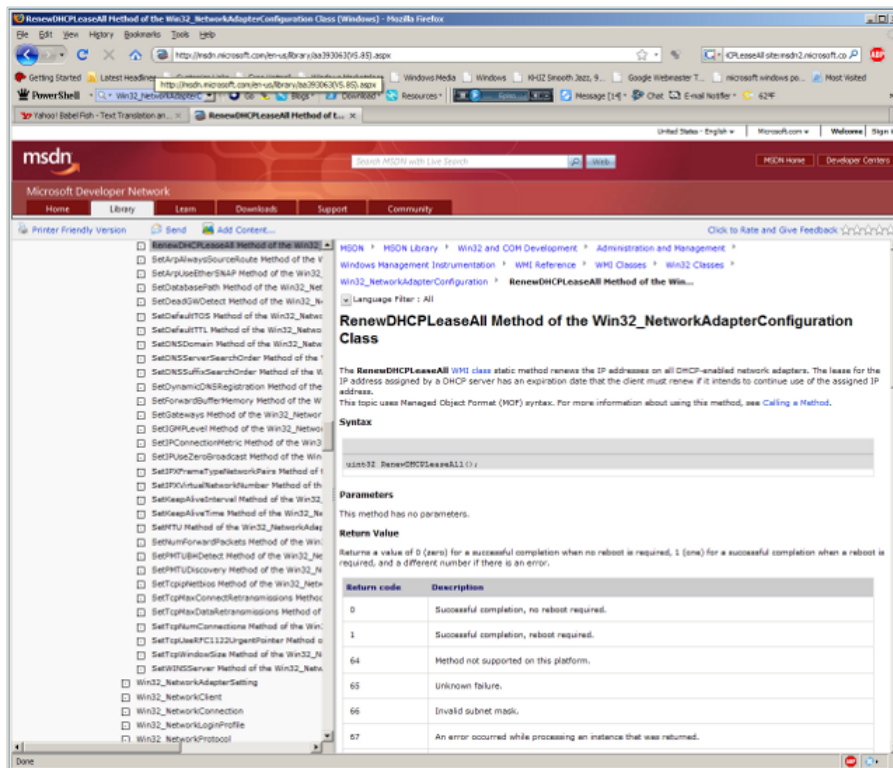 RenewDHCPLeaseAll Method of the Win32_NetworkAdapterConfiguration Class (Windows) - Mozilla Firefox
File Edit View History Bookmarks Tools Help
http://msdn.microsoft.com/en-us/library/aa393063(VS.85).aspx
Getting Started Latest Headlines Windows Media Windows KHI2 Smooth Jazz, 9... Google Webmaster T... microsoft windows po... Most Visited
http://msdn.microsoft.com/en-us/library/aa393063(VS.85).aspx
PowerShell Win32_NetworkAdapterC Go Blogs Download Resources Message [14] Chat E-mail Notifier 62°F
Yahoo! Babel Fish - Text Translation an...
RenewDHCPLeaseAll Method of t...
United States - English Microsoft.com Welcome Sign
msdn
Search MSDN with Live Search Web
MSDN Home Developer Centers
Microsoft Developer Network
Home Library Learn Downloads Support Community
Printer Friendly Version Send Add Content...
Click to Rate and Give Feedback
RenewDHCPLeaseAll Method of the Win32_
SetArpAlwaysSourceRoute Method of the
SetArpUseEtherSNAP Method of the Win32_
SetDatabasePath Method of the Win32_Net
SetDeadGWDetect Method of the Win32_N
SetDefaultTOS Method of the Win32_Netwo
SetDefaultTTL Method of the Win32_Netwo
SetDNSDomain Method of the Win32_Netw
SetDNSServerSearchOrder Method of the
SetDNSSuffixSearchOrder Method of the
SetDynamicDNSRegistration Method of the
SetForwardBufferMemory Method of the Win
SetGateways Method of the Win32_Networ
SetIGMPLevel Method of the Win32_Networ
SetIPConnectionMetric Method of the Win3
SetIPUseZeroBroadcast Method of the Win
SetIPXFrameTypeNetworkPairs Method of
SetIPXVirtualNetworkNumber Method of th
SetKeepAliveInterval Method of the Win32_
SetKeepAliveTime Method of the Win32_N
SetMTU Method of the Win32_NetworkAdap
SetNumForwardPackets Method of the Win
SetPMTUBHDetect Method of the Win32_Ne
SetPMTUDiscovery Method of the Win32_N
SetTcpipNetbios Method of the Win32_Netw
SetTcpMaxConnectRetransmissions Method
SetTcpMaxDataRetransmissions Method of
SetTcpNumConnections Method of the Win
SetTcpUseRFC1122UrgentPointer Method o
SetTcpWindowSize Method of the Win32_N
SetWINSServer Method of the Win32_Netw
Win32_NetworkAdapterSetting
Win32_NetworkClient
Win32_NetworkConnection
Win32_NetworkLoginProfile
Win32_NetworkProtocol
MSDN MSDN Library Win32 and COM Development Administration and Management
Windows Management Instrumentation WMI Reference WMI Classes Win32 Classes
Win32_NetworkAdapterConfiguration RenewDHCPLeaseAll Method of the Win...
Language Filter : All
RenewDHCPLeaseAll Method of the Win32_NetworkAdapterConfiguration
Class
The RenewDHCPLeaseAll WMI class static method renews the IP addresses on all DHCP-enabled network adapters. The lease for the
IP address assigned by a DHCP server has an expiration date that the client must renew if it intends to continue use of the assigned IP
address.
This topic uses Managed Object Format (MOF) syntax. For more information about using this method, see Calling a Method.
Syntax
uint32 RenewDHCPLeaseAll();
Parameters
This method has no parameters.
Return Value
Returns a value of 0 (zero) for a successful completion when no reboot is required, 1 (one) for a successful completion when a reboot is
required, and a different number if there is an error.
Return code Description
0 Successful completion, no reboot required.
1 Successful completion, reboot required.
64 Method not supported on this platform.
65 Unknown failure.
66 Invalid subnet mask.
67 An error occurred while processing an instance that was returned.
Done